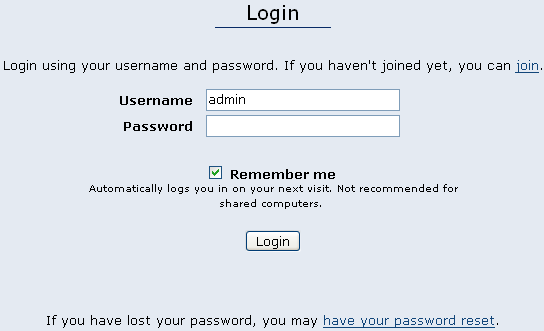 Login
Login using your username and password. If you haven't joined yet, you can join.
Username admin
Password
Remember me
Automatically logs you in on your next visit. Not recommended for
shared computers.
Login
If you have lost your password, you may have your password reset.